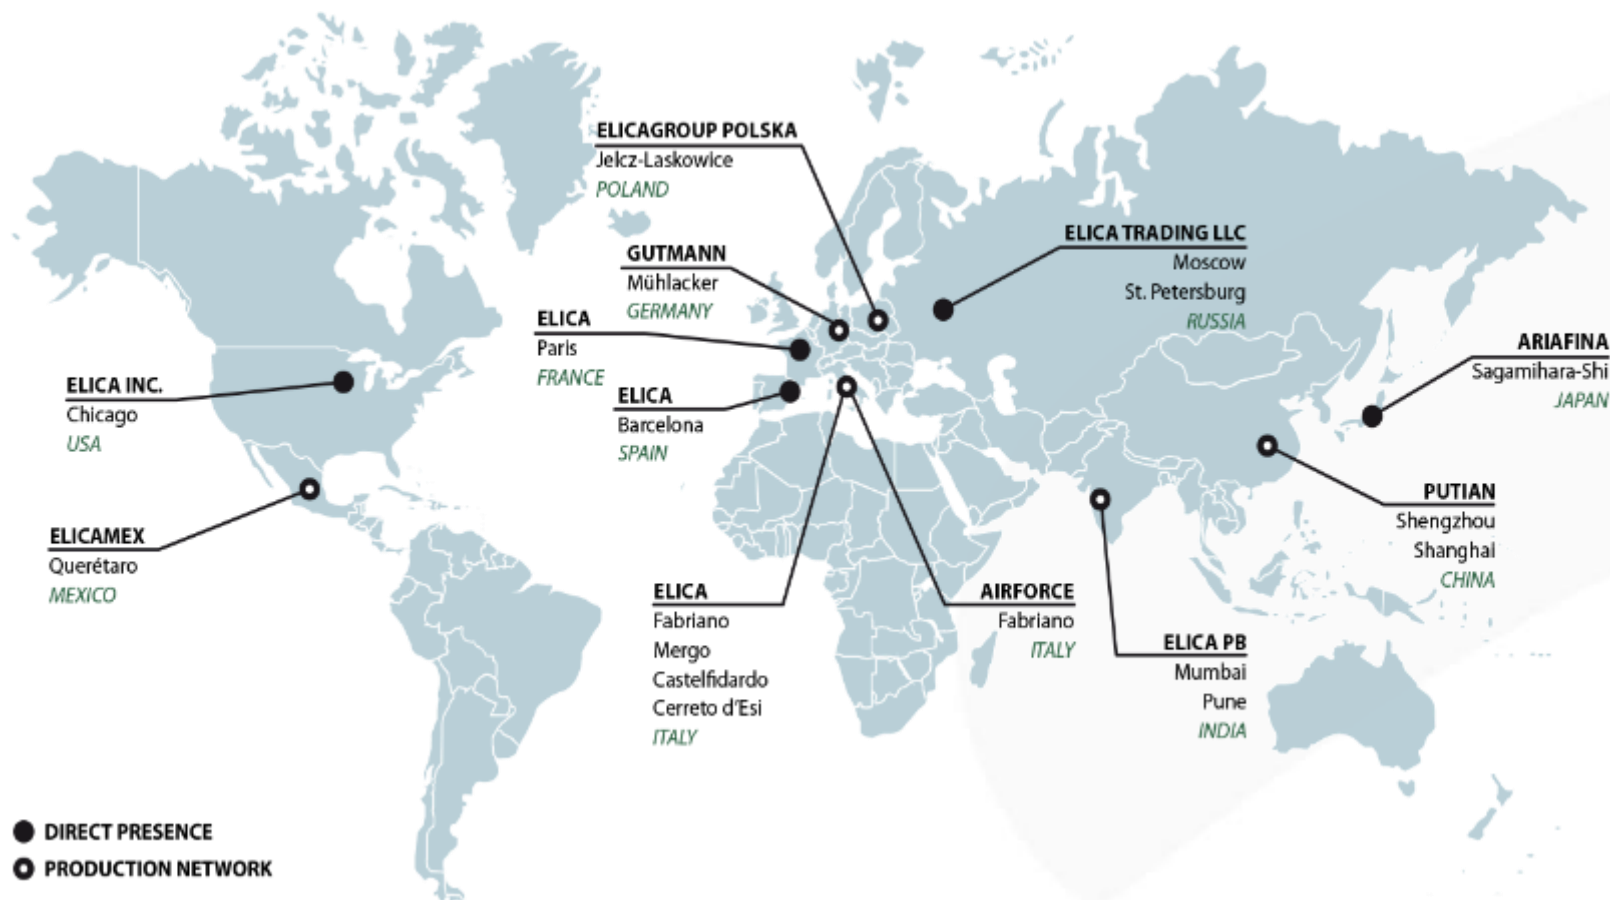 ELICAGROUP POLSKA
Jelcz-Laskowice
POLAND
GUTMANN
Mühlacker
GERMANY
ELICA
Paris
FRANCE
ELICA
Barcelona
SPAIN
ELICA TRADING LLC
Moscow
St. Petersburg
RUSSIA
ARIAFINA
Sagamihara-Shi
JAPAN
ELICA INC.
Chicago
USA
ELICAMEX
Querétaro
MEXICO
PUTIAN
Shengzhou
Shanghai
CHINA
ELICA
Fabriano
Mergo
Castelfidardo
Cerreto d'Esi
ITALY
AIRFORCE
Fabriano
ITALY
ELICA PB
Mumbai
Pune
INDIA
DIRECT PRESENCE
PRODUCTION NETWORK